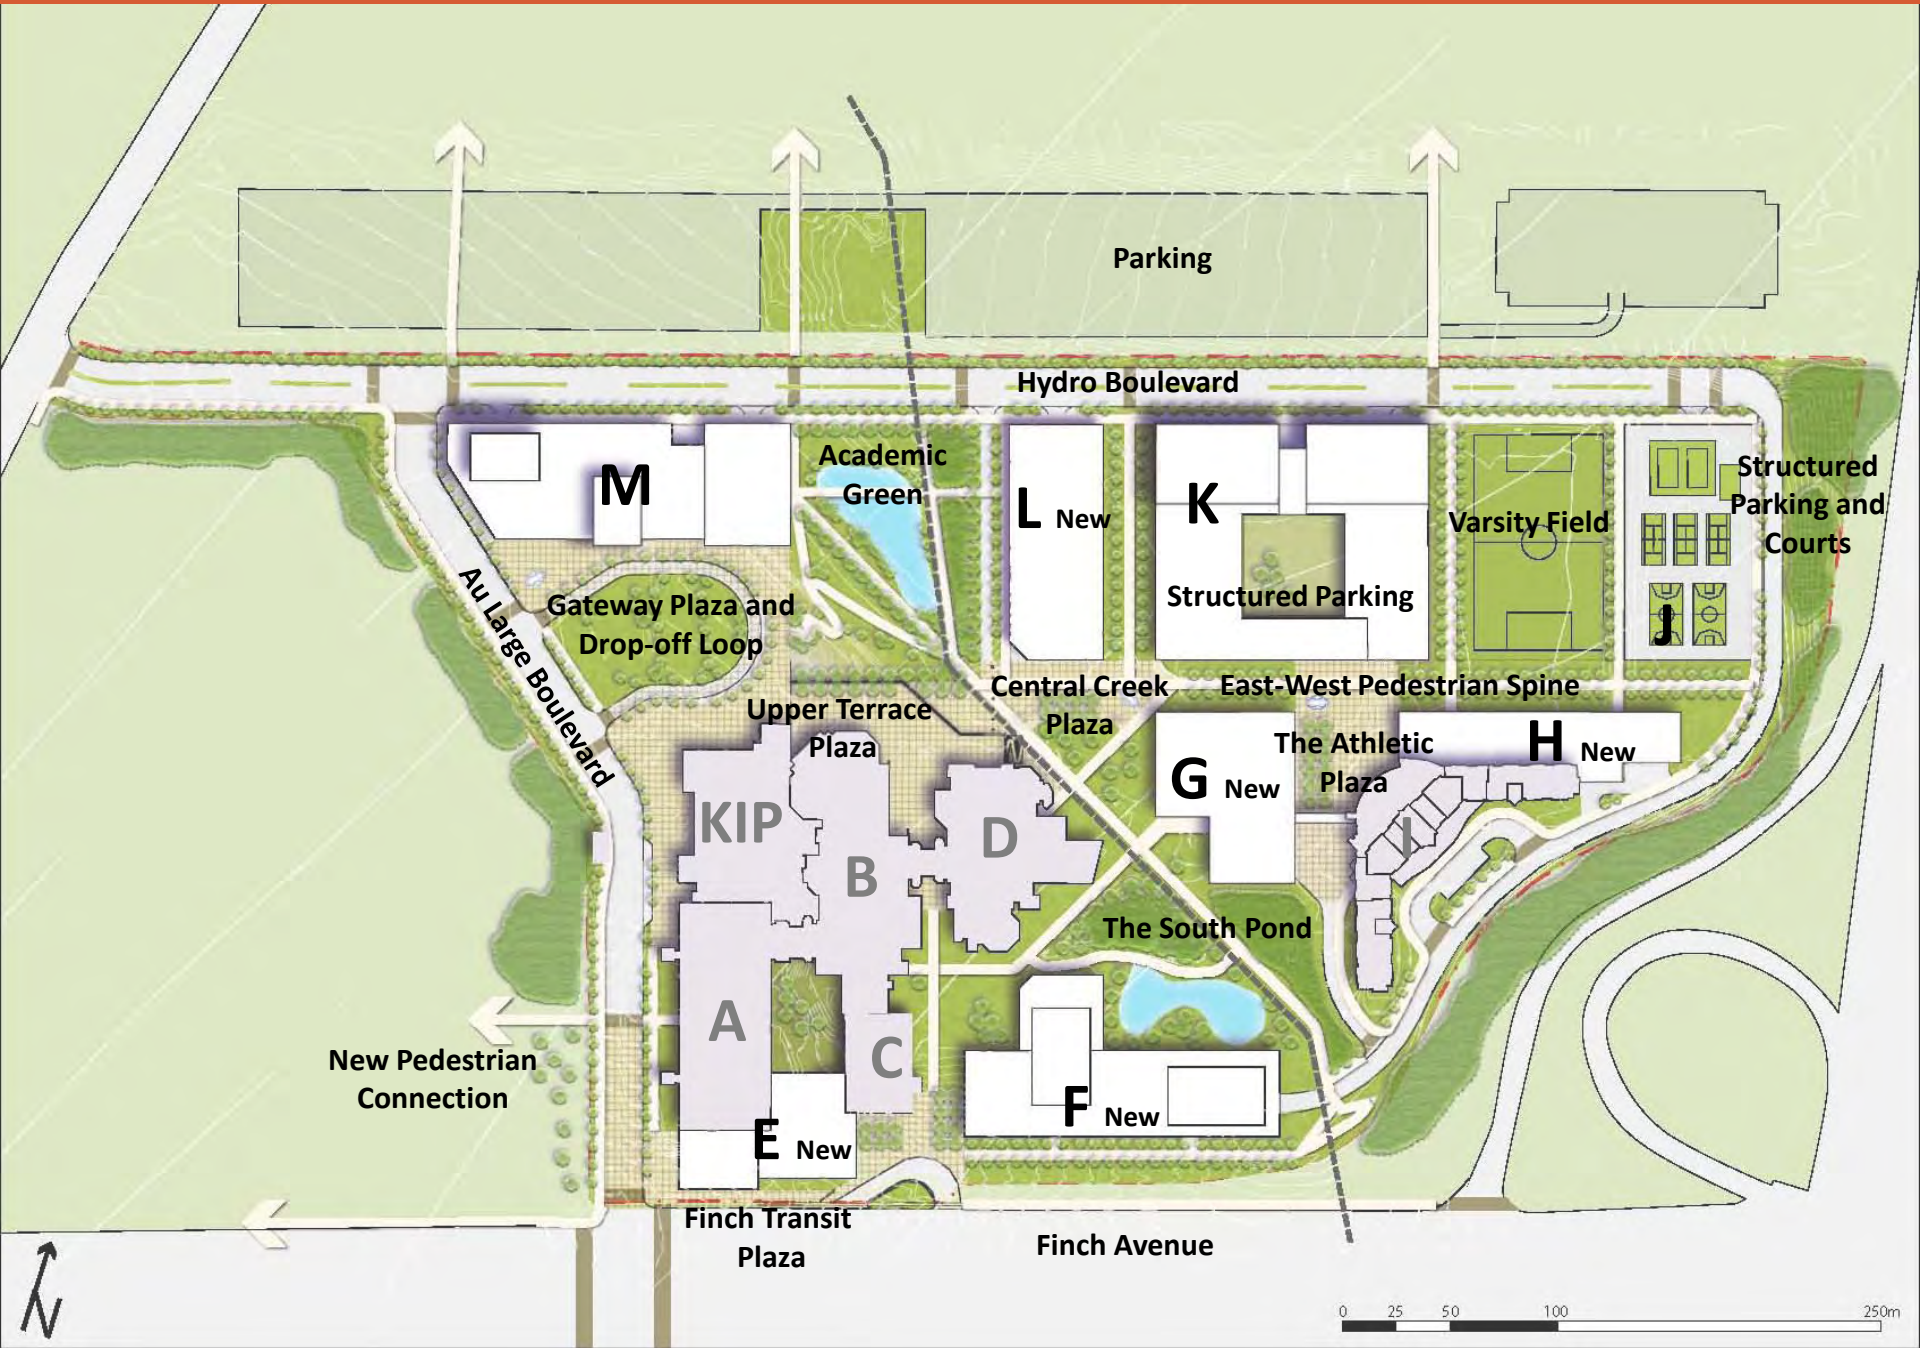 Parking
Hydro Boulevard
Academic
Green
M
L New
K
Varsity Field
Structured
Parking and
Courts
Structured Parking
J
Au Large Boulevard
Gateway Plaza and
Drop-off Loop
Upper Terrace
Plaza
Central Creek
Plaza
East-West Pedestrian Spine
The Athletic
Plaza
H New
G New
KIP
B
D
I
The South Pond
A
C
New Pedestrian
Connection
E New
F New
Finch Transit
Plaza
Finch Avenue
N
0 25 50 100 250m